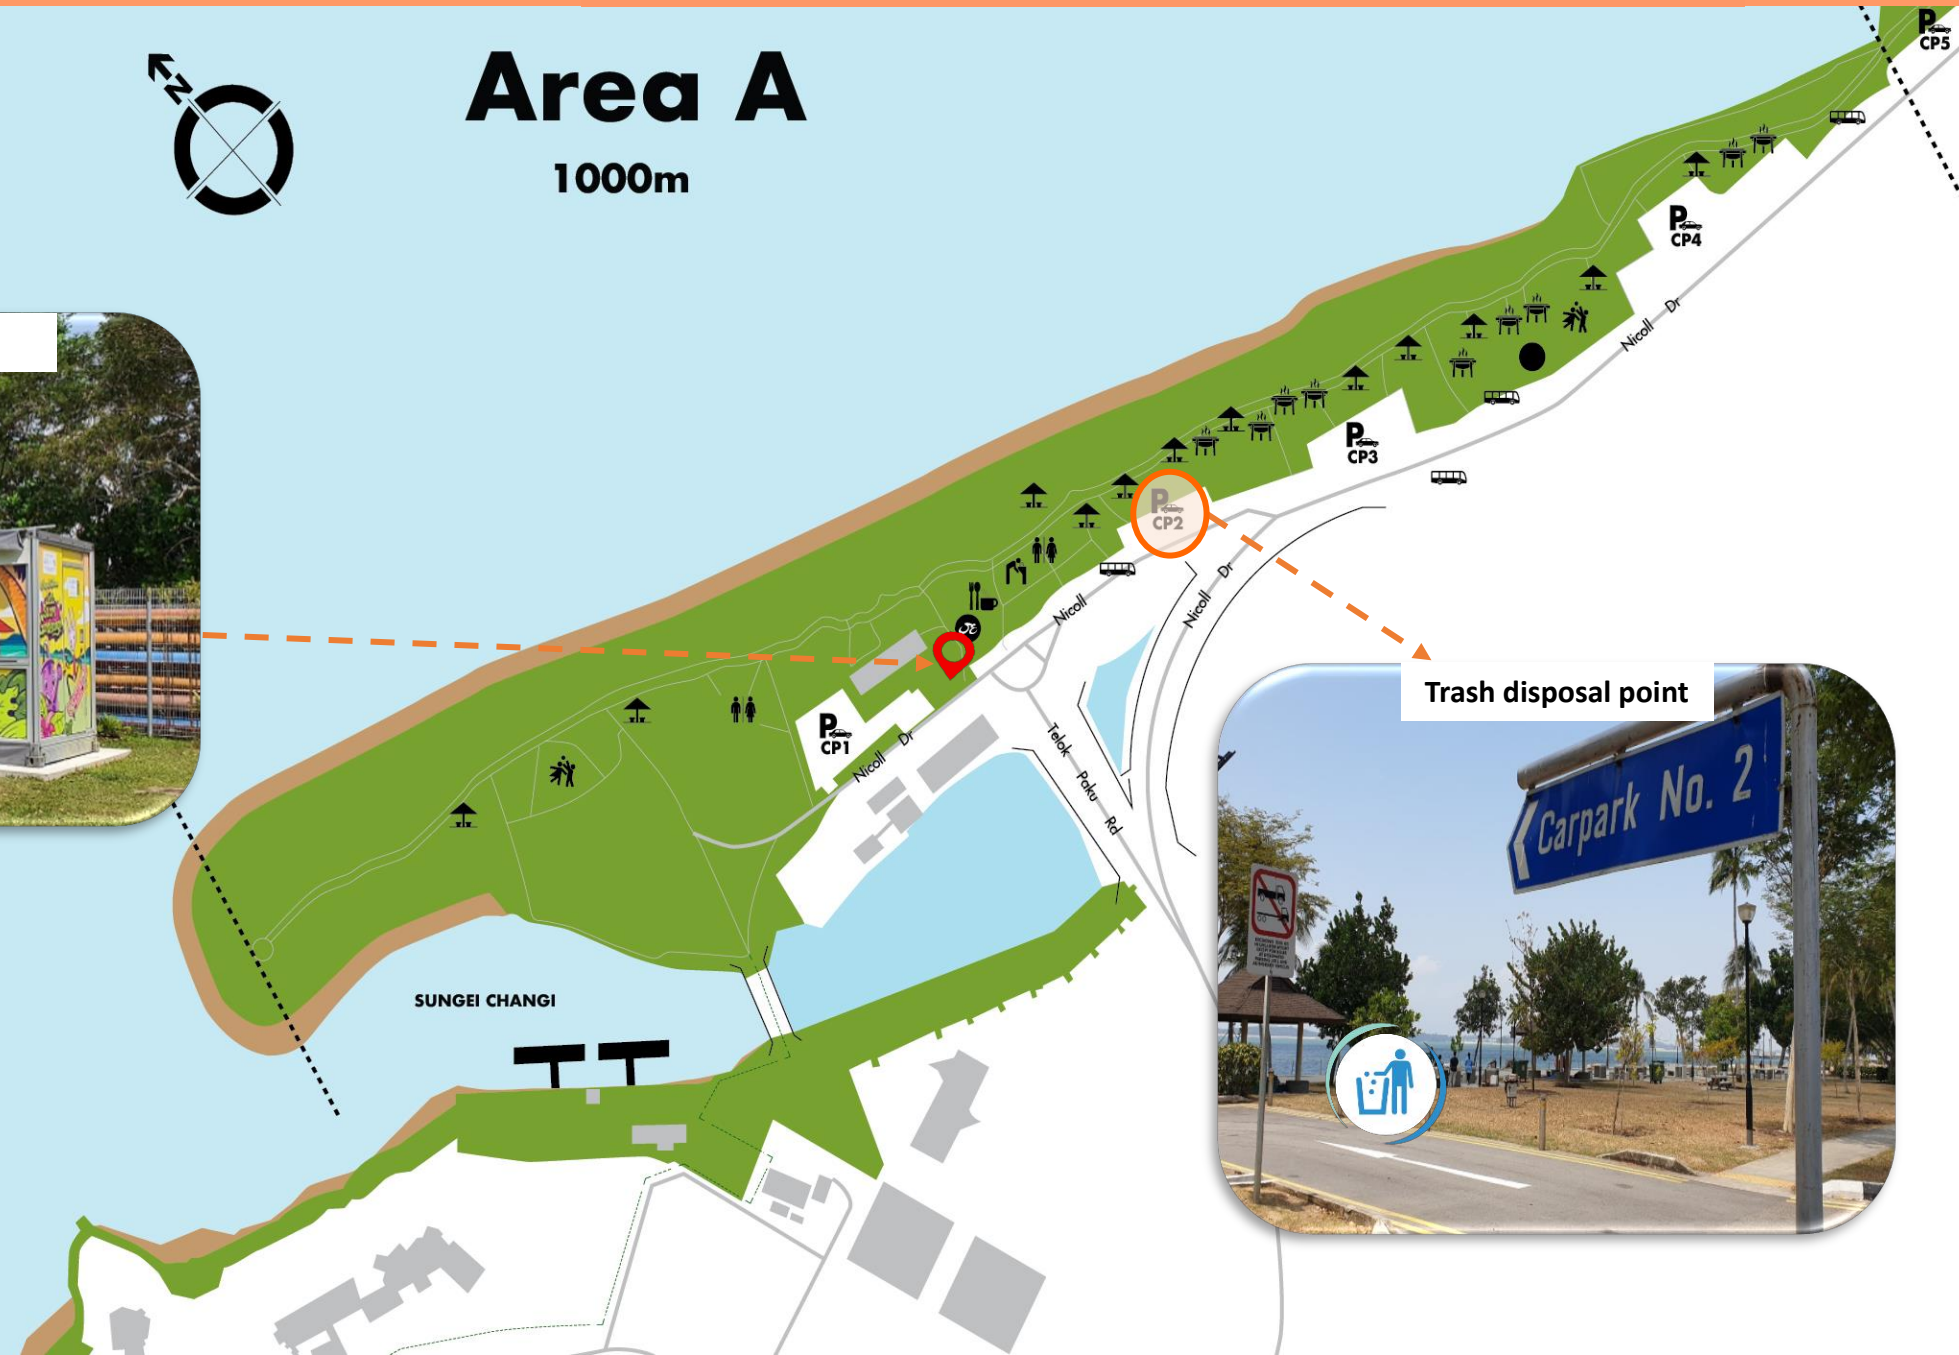 Area A
1000m
N
P
CP5
P
CP4
Nicoll Dr
P
CP3
P
CP2
Nicoll Dr
Nicoll
P
CP1
Nicoll Dr
Telok Paku Rd
SUNGEI CHANGI
Trash disposal point
Carpark No. 2